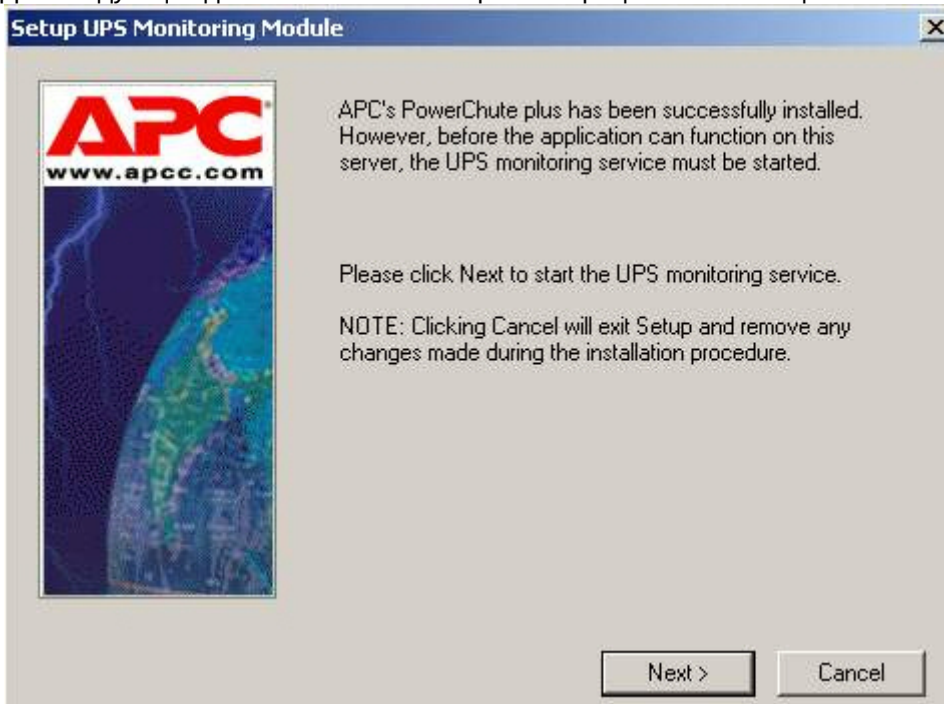 Setup UPS Monitoring Module
APC
www.apcc.com
APC's PowerChute plus has been successfully installed.
However, before the application can function on this
server, the UPS monitoring service must be started.
Please click Next to start the UPS monitoring service.
NOTE: Clicking Cancel will exit Setup and remove any
changes made during the installation procedure.
Next >
Cancel